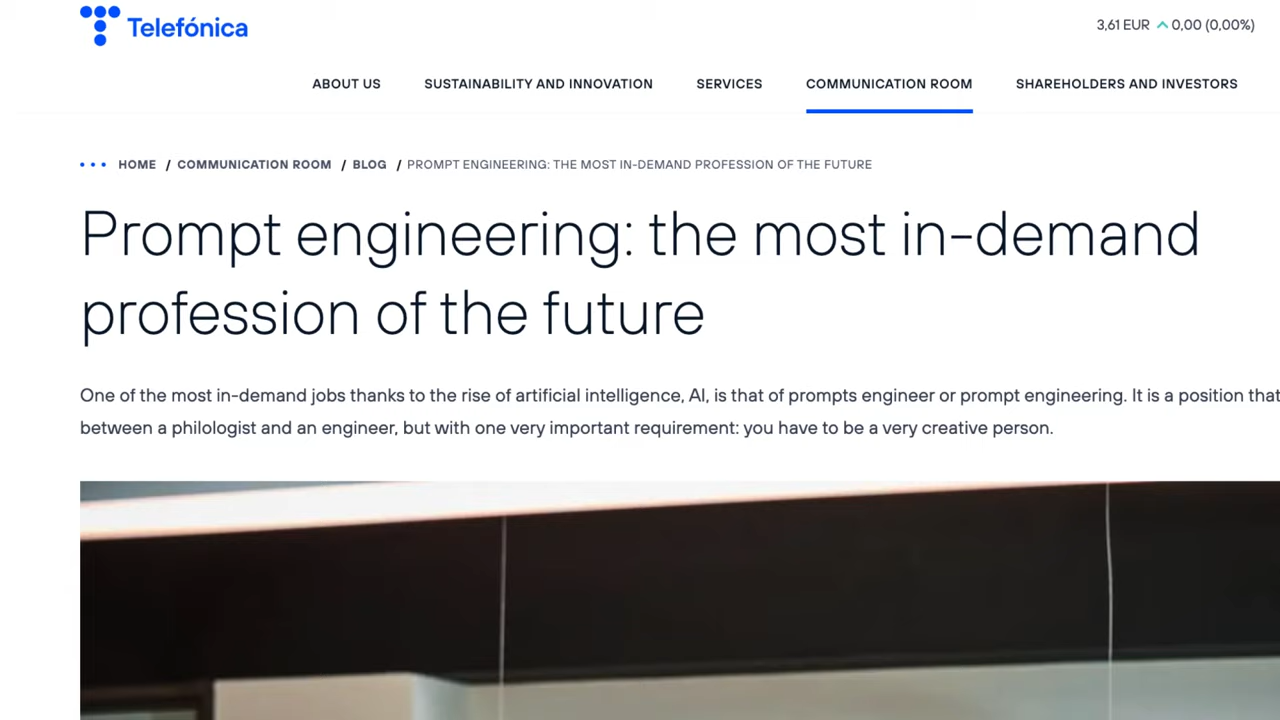 Telefónica
3,61 EUR 0,00 (0,00%)
ABOUT US SUSTAINABILITY AND INNOVATION SERVICES COMMUNICATION ROOM SHAREHOLDERS AND INVESTORS
HOME / COMMUNICATION ROOM / BLOG / PROMPT ENGINEERING: THE MOST IN-DEMAND PROFESSION OF THE FUTURE
Prompt engineering: the most in-demand
profession of the future
One of the most in-demand jobs thanks to the rise of artificial intelligence, AI, is that of prompts engineer or prompt engineering. It is a position that
between a philologist and an engineer, but with one very important requirement: you have to be a very creative person.